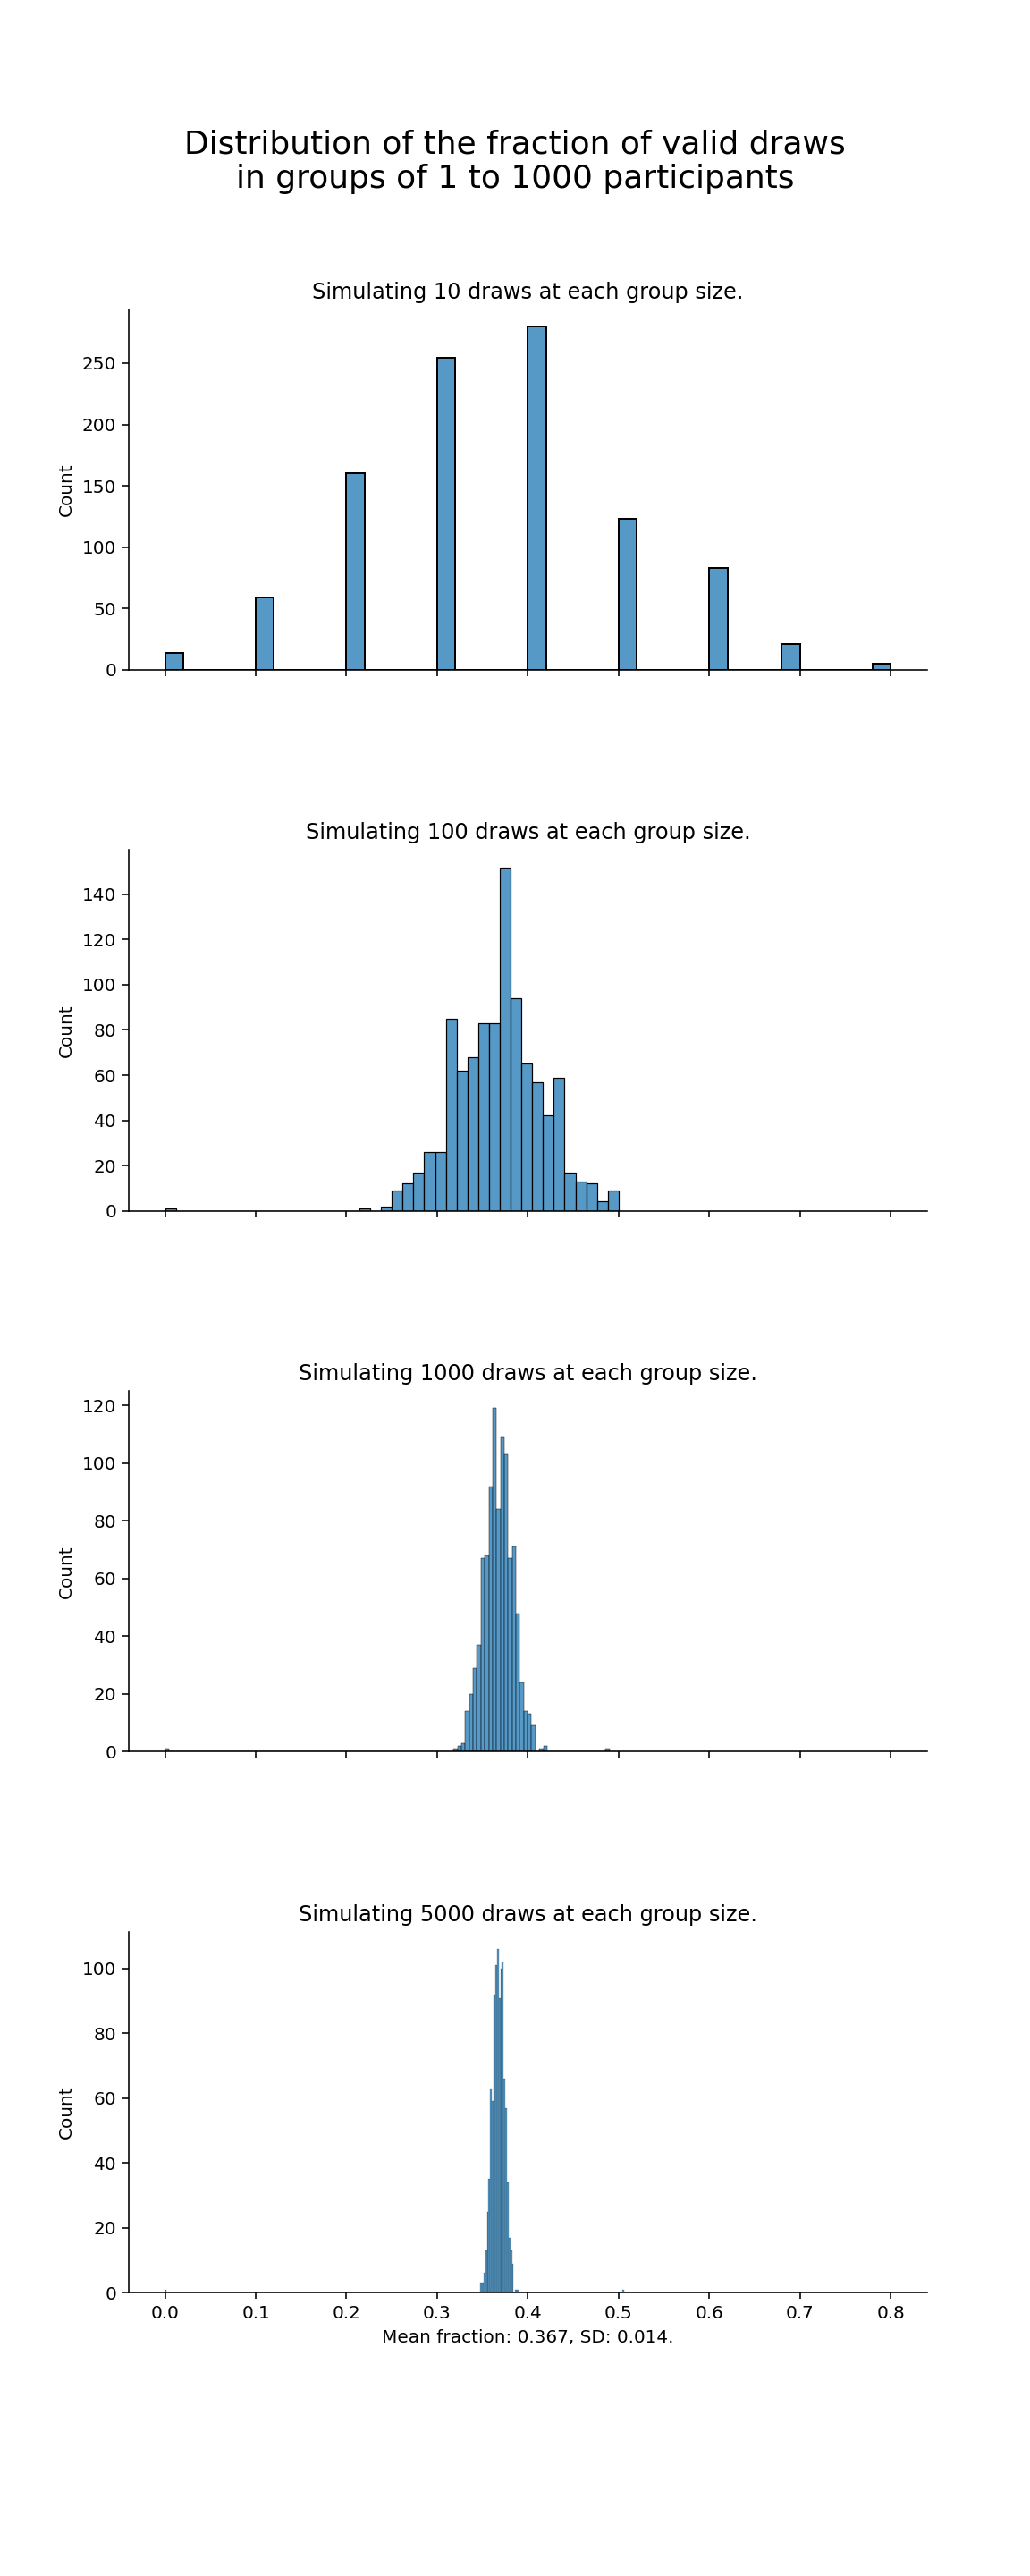 Distribution of the fraction of valid draws
in groups of 1 to 1000 participants
Simulating 10 draws at each group size.
250
200
150
100
50
0
Count
Simulating 100 draws at each group size.
140
120
100
80
60
40
20
0
Count
Simulating 1000 draws at each group size.
120
100
80
60
40
20
0
Count
Simulating 5000 draws at each group size.
100
80
60
40
20
0
Count
0.0 0.1 0.2 0.3 0.4 0.5 0.6 0.7 0.8
Mean fraction: 0.367, SD: 0.014.